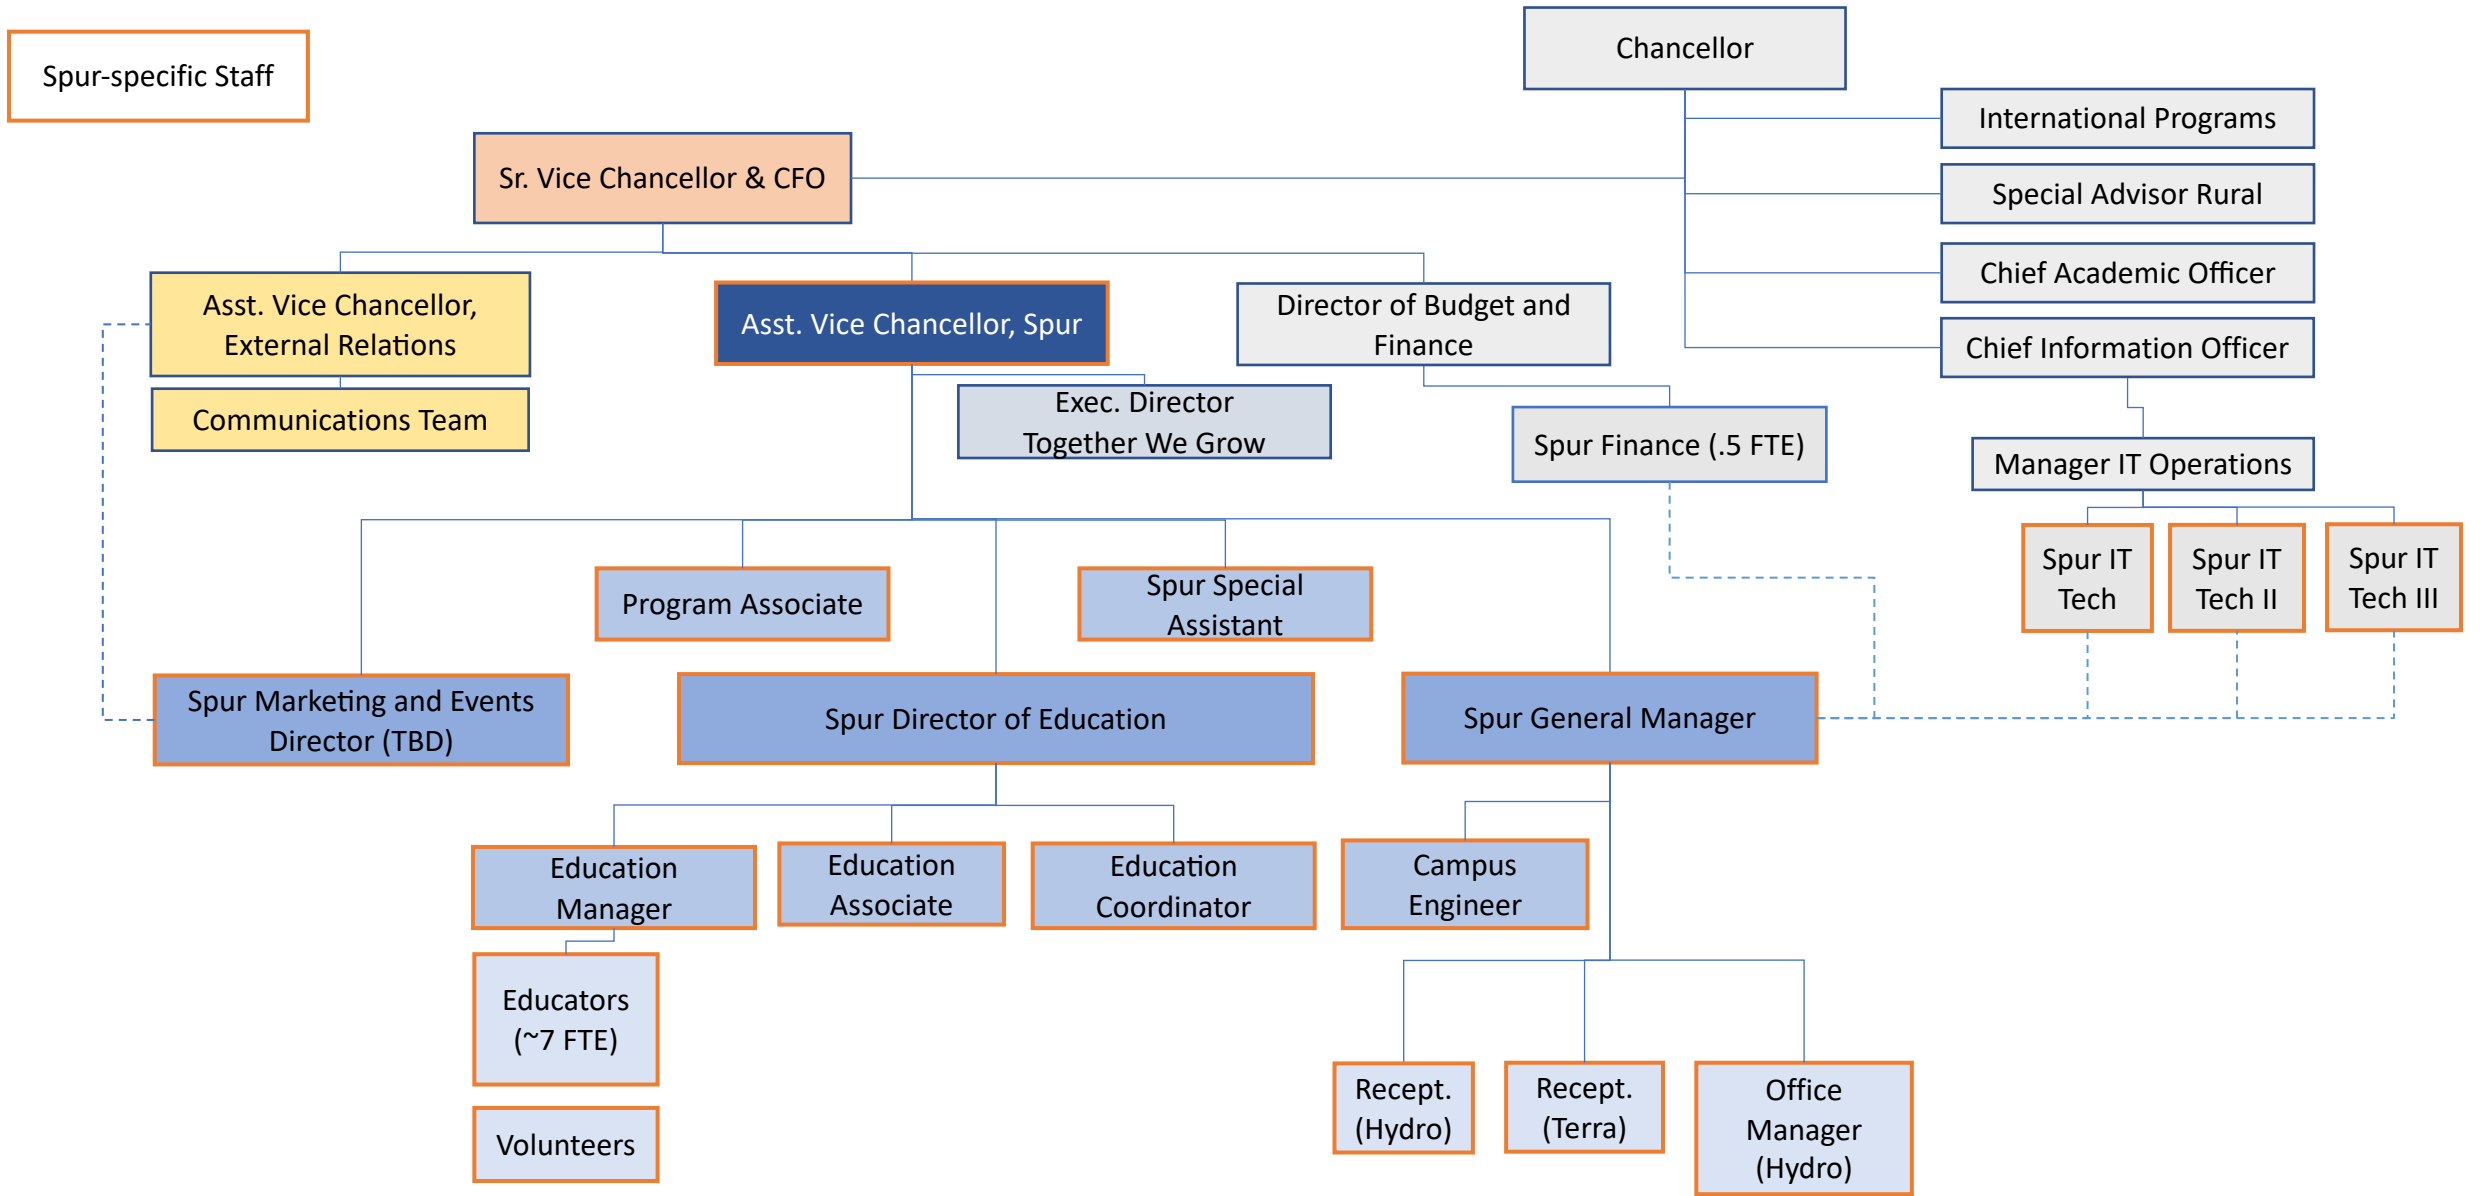 Spur-specific Staff
Chancellor
International Programs
Sr. Vice Chancellor & CFO
Special Advisor Rural
Chief Academic Officer
Asst. Vice Chancellor,
External Relations
Asst. Vice Chancellor, Spur
Director of Budget and
Finance
Chief Information Officer
Communications Team
Exec. Director
Together We Grow
Spur Finance (.5 FTE)
Manager IT Operations
Spur IT
Tech
Spur IT
Tech II
Spur IT
Tech III
Program Associate
Spur Special
Assistant
Spur Marketing and Events
Director (TBD)
Spur Director of Education
Spur General Manager
Education
Manager
Education
Associate
Education
Coordinator
Campus
Engineer
Educators
(~7 FTE)
Volunteers
Recept.
(Hydro)
Recept.
(Terra)
Office
Manager
(Hydro)